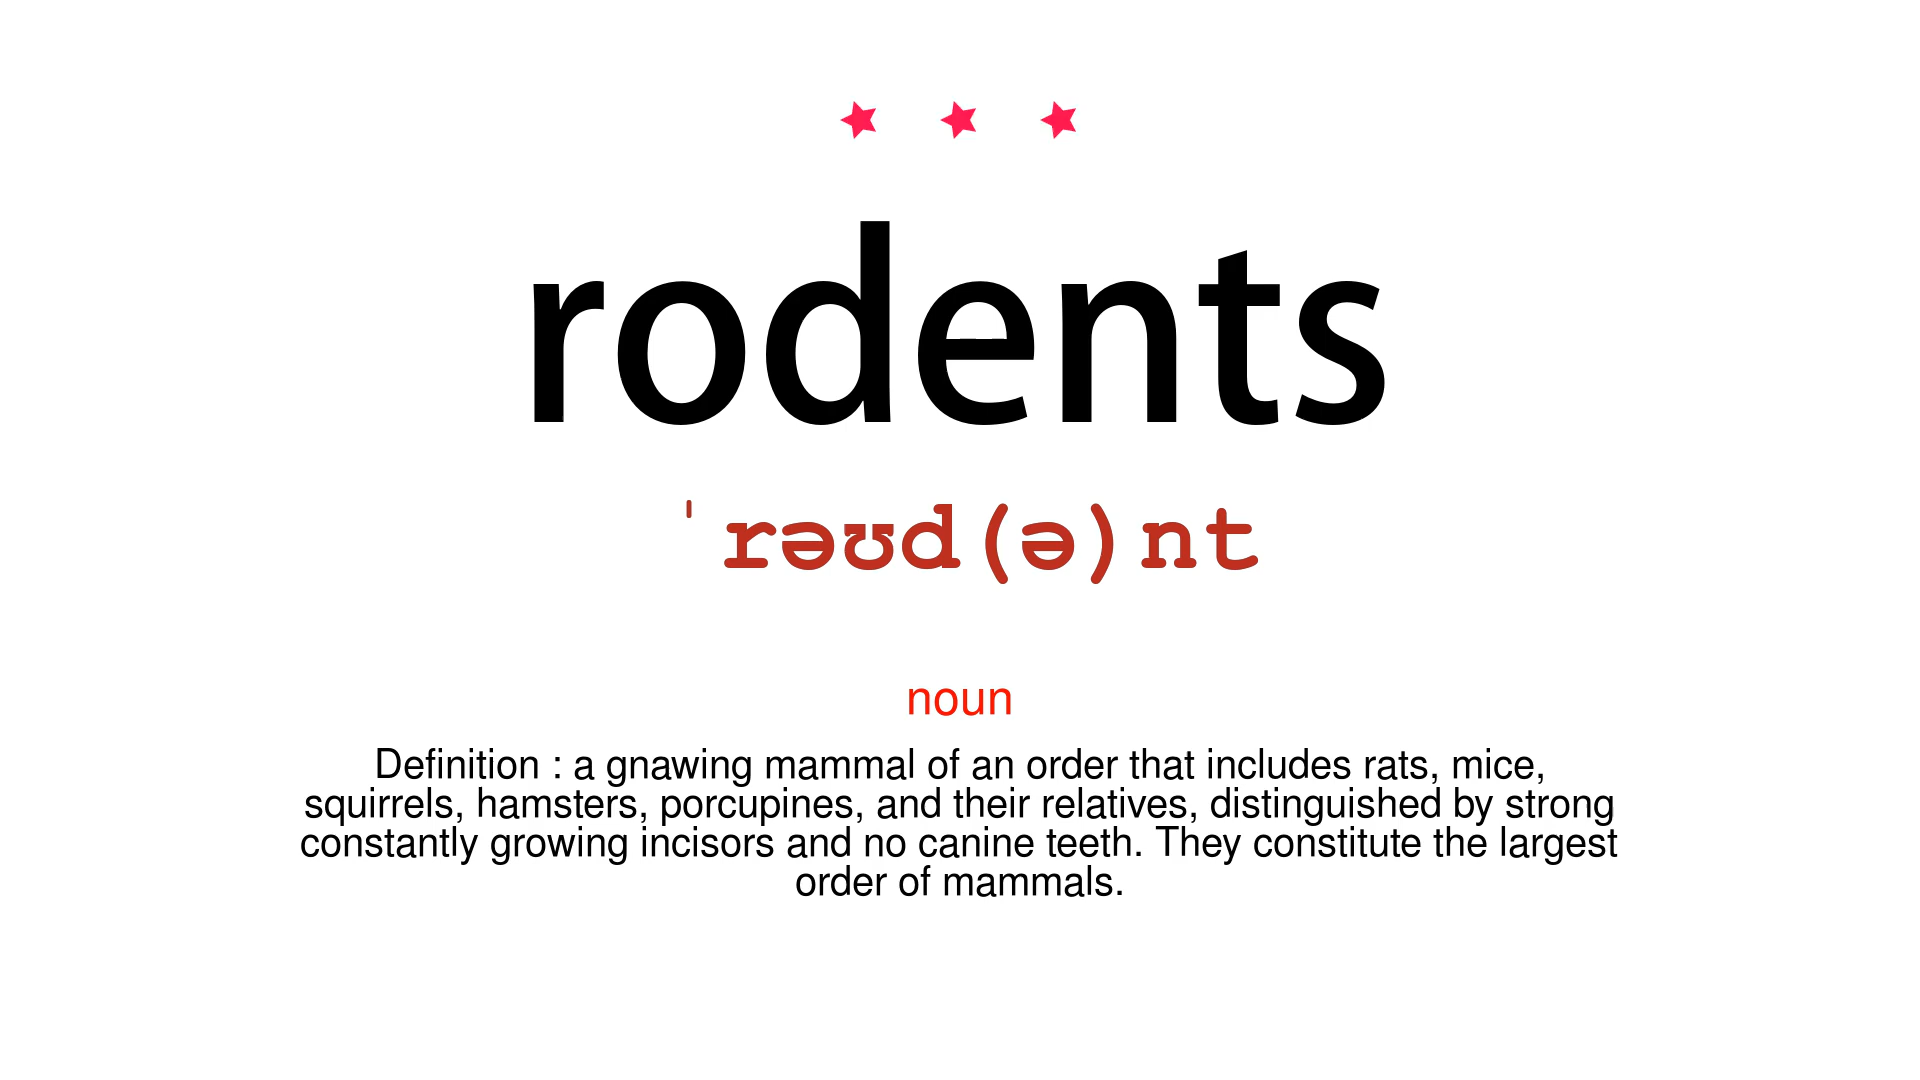 rodents
ˈrəʊd(ə)nt
noun
Definition : a gnawing mammal of an order that includes rats, mice,
squirrels, hamsters, porcupines, and their relatives, distinguished by strong
constantly growing incisors and no canine teeth. They constitute the largest
order of mammals.